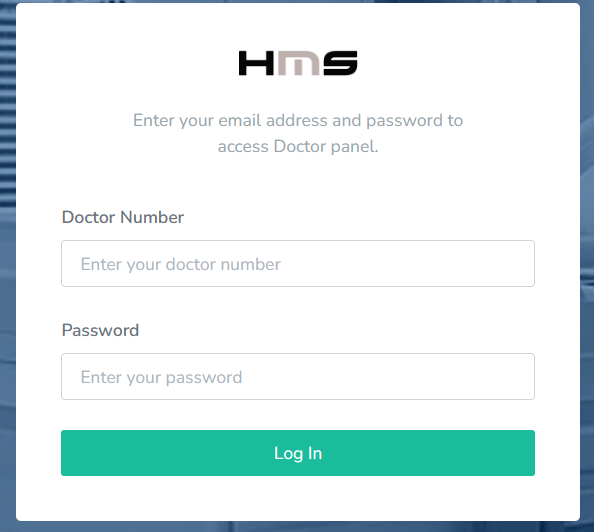 HMS
Enter your email address and password to
access Doctor panel.
Doctor Number
Enter your doctor number
Password
Enter your password
Log In